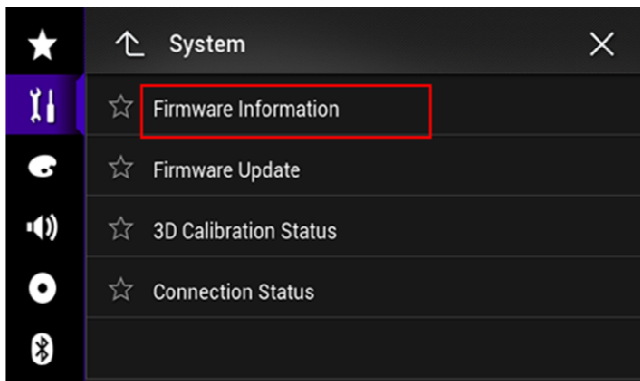 System
Firmware Information
Firmware Update
3D Calibration Status
Connection Status